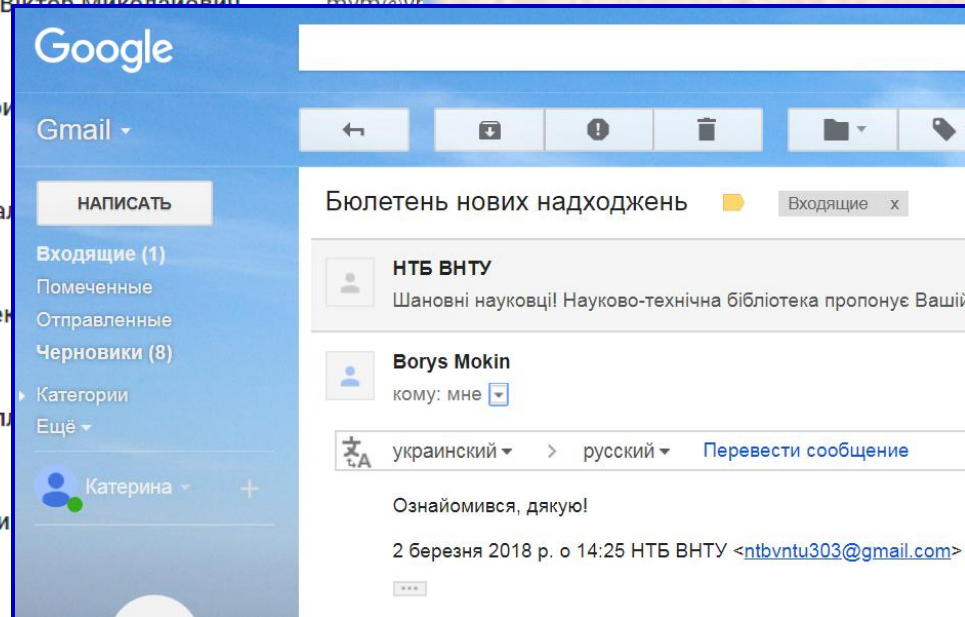 Віктор Миколайович
Google
Gmail
НАПИСАТЬ
Входящие (1)
Помеченные
Отправленные
Черновики (8)
Категории
Ещё
Катерина
Бюлетень нових надходжень
Входящие x
НТБ ВНТУ
Шановні науковці! Науково-технічна бібліотека пропонує Вашій
Borys Mokin
кому: мне
украинский > русский Перевести сообщение
Ознайомився, дякую!
2 березня 2018 р. о 14:25 НТБ ВНТУ <ntbvntu303@gmail.com>